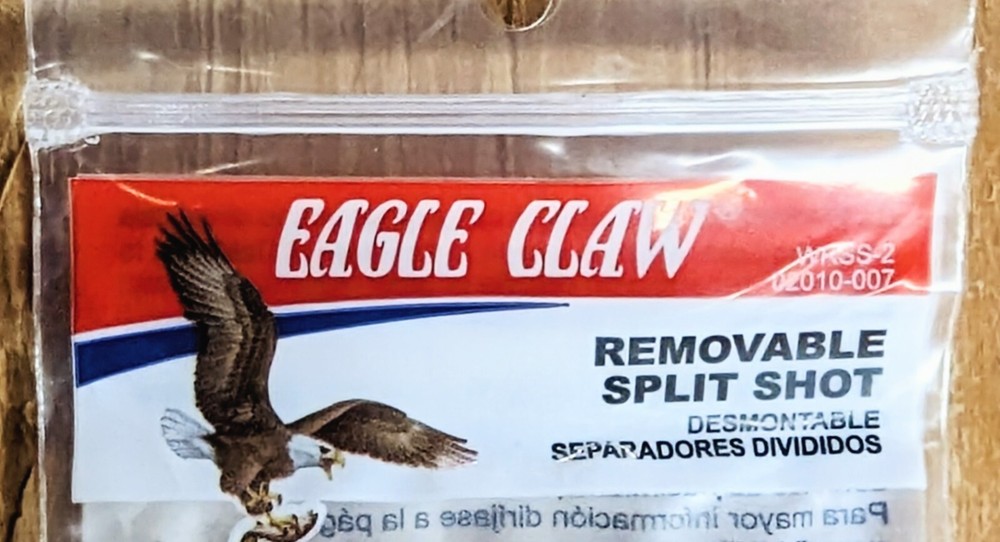 EAGLE CLAW®
WRSS-2
02010-007
REMOVABLE
SPLIT SHOT
DESMONTABLE
SEPARADORES DIVIDIDOS
Para mayor información diríjase a la pág